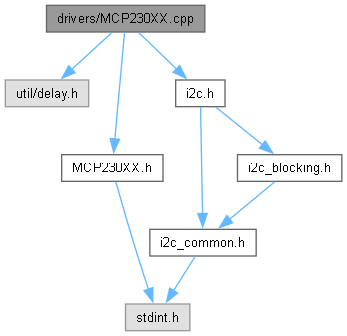 drivers/MCP230XX.cpp
util/delay.h
i2c.h
MCP230XX.h
i2c_blocking.h
i2c_common.h
stdint.h